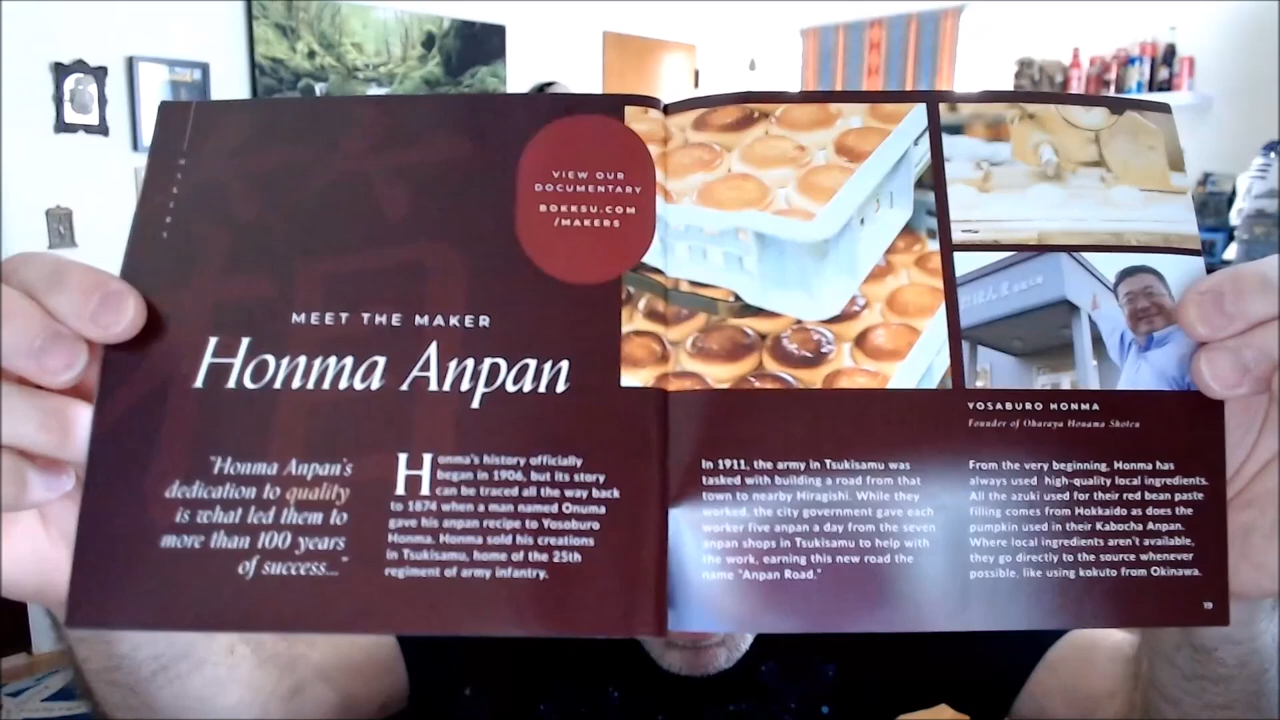 VIEW OUR
DOCUMENTARY
BOKKSU.COM
/MAKERS
MEET THE MAKER
Honma Anpan
"Honma Anpan's
dedication to quality
is what led them to
more than 100 years
of success..."
Honma's history officially
began in 1906, but its story
can be traced all the way back
to 1874 when a man named Onuma
gave his anpan recipe to Yosoburo
Honma. Honma sold his creations
in Tsukisamu, home of the 25th
regiment of army infantry.
YOSABURO HONMA
Founder of Oharaya Honama Shoten
In 1911, the army in Tsukisamu was
tasked with building a road from that
town to nearby Hiragishi. While they
worked, the city government gave each
worker five anpan a day from the seven
anpan shops in Tsukisamu to help with
the work, earning this new road the
name "Anpan Road."
From the very beginning, Honma has
always used high-quality local ingredients.
All the azuki used for their red bean paste
filling comes from Hokkaido as does the
pumpkin used in their Kabocha Anpan.
Where local ingredients aren't available,
they go directly to the source whenever
possible, like using kokuto from Okinawa.
19